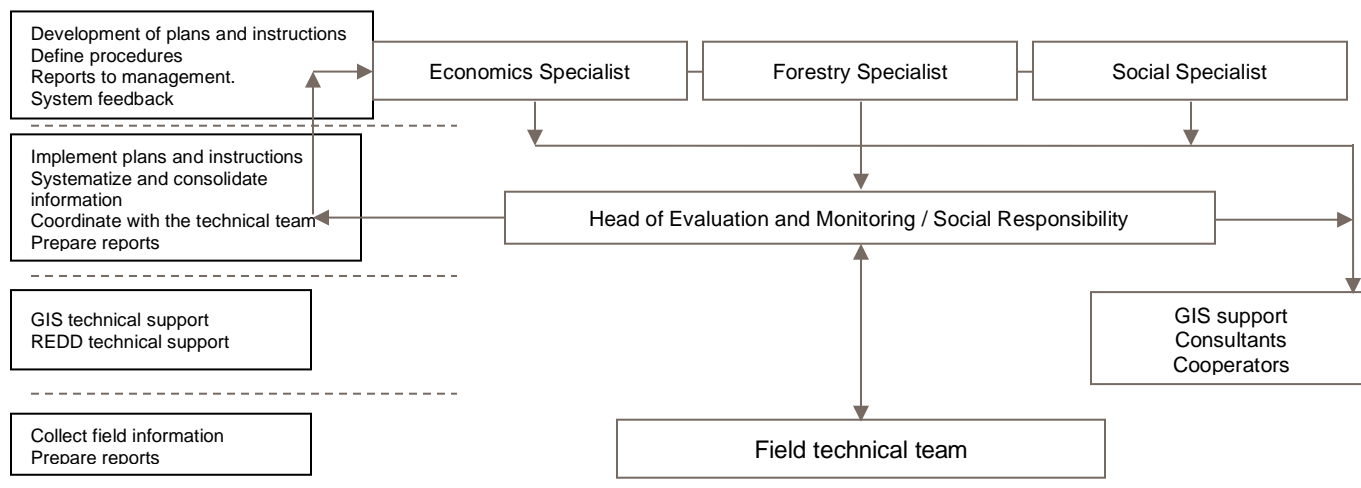 Development of plans and instructions
Define procedures
Reports to management.
System feedback
Economics Specialist
Forestry Specialist
Social Specialist
Implement plans and instructions
Systematize and consolidate
information
Coordinate with the technical team
Prepare reports
Head of Evaluation and Monitoring / Social Responsibility
GIS technical support
REDD technical support
GIS support
Consultants
Cooperators
Collect field information
Prepare reports
Field technical team